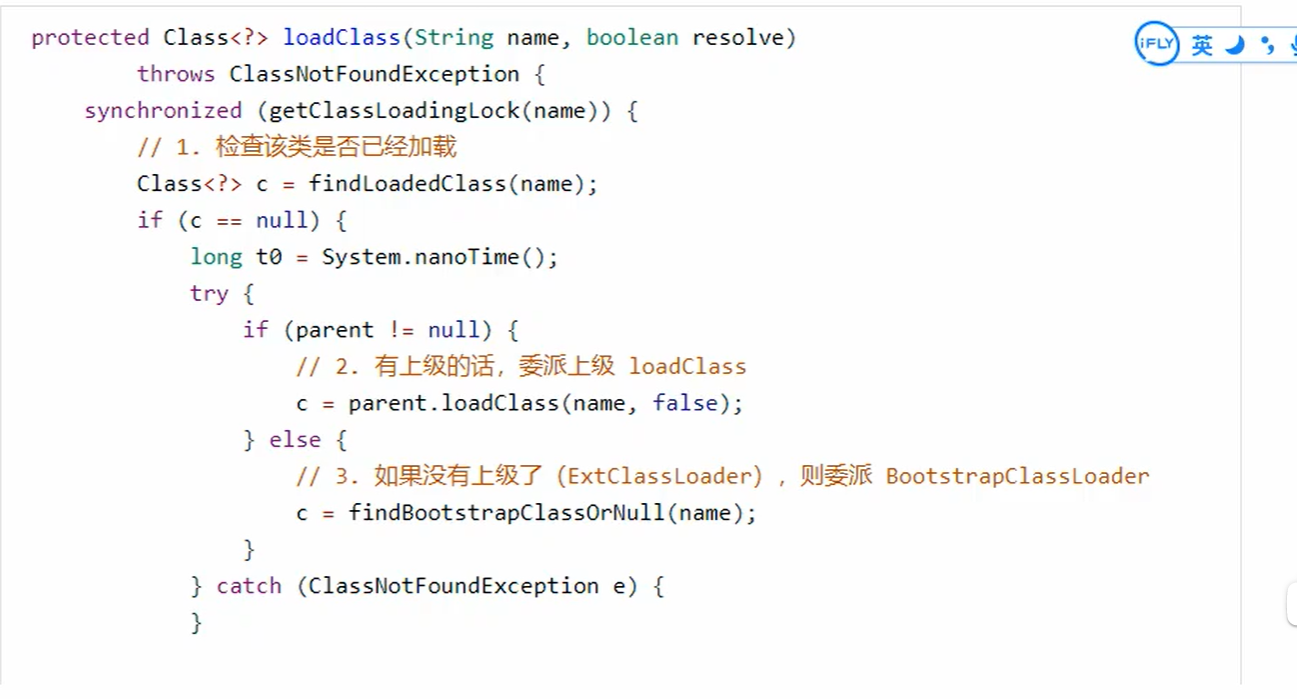 protected Class<?> loadClass(String name, boolean resolve)
throws ClassNotFoundException {
synchronized (getClassLoadingLock(name)) {
// 1. 检查该类是否已经加载
Class<?> c = findLoadedClass(name);
if (c == null) {
long t0 = System.nanoTime();
try {
if (parent != null) {
// 2. 有上级的话，委派上级 loadClass
c = parent.loadClass(name, false);
} else {
// 3. 如果没有上级了（ExtClassLoader），则委派 BootstrapClassLoader
c = findBootstrapClassOrNull(name);
}
} catch (ClassNotFoundException e) {
}
iFLY 英